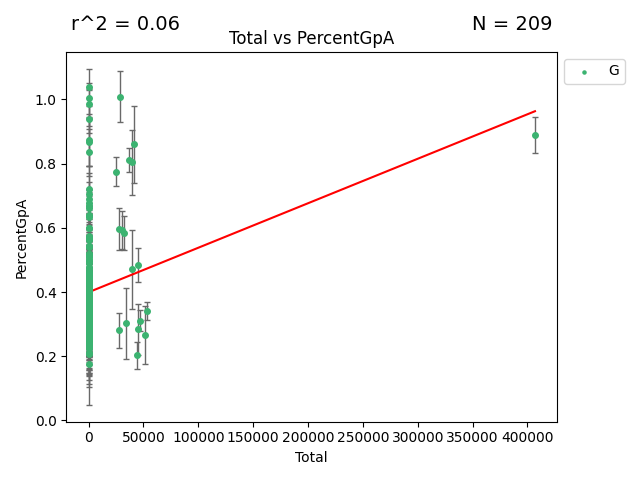 r^2 = 0.06
N = 209
Total vs PercentGpA
G
PercentGpA
1.0
0.8
0.6
0.4
0.2
0.0
0
50000
100000
150000
200000
250000
300000
350000
400000
Total